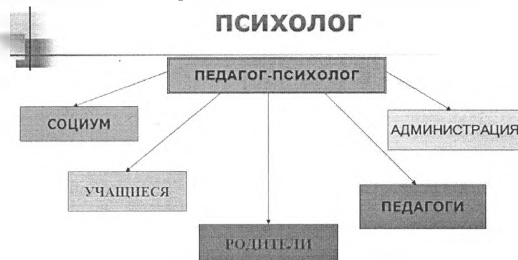 ПСИХОЛОГ
ПЕДАГОГ-ПСИХОЛОГ
СОЦИУМ
АДМИНИСТРАЦИЯ
УЧАЩИЕСЯ
ПЕДАГОГИ
РОДИТЕЛИ